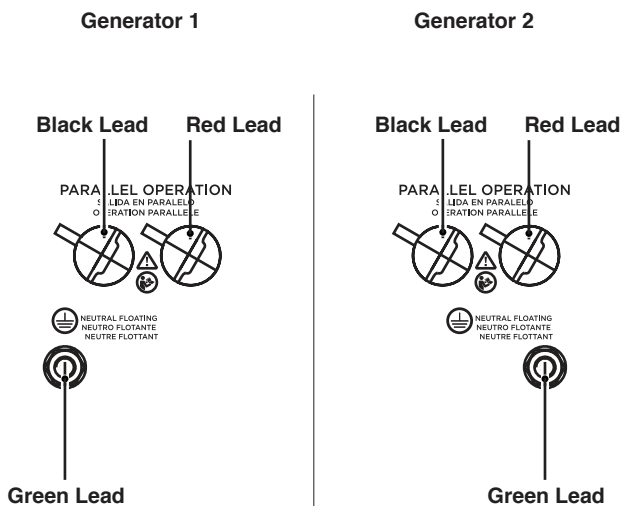 Generator 1
Generator 2
Black Lead
Red Lead
PARALLEL OPERATION
SALIDA EN PARALELO
OPERATION PARALLELE
NEUTRAL FLOATING
NEUTRO FLOTANTE
NEUTRE FLOTTANT
Green Lead
Black Lead
Red Lead
PARALLEL OPERATION
SALIDA EN PARALELO
OPERATION PARALLELE
NEUTRAL FLOATING
NEUTRO FLOTANTE
NEUTRE FLOTTANT
Green Lead